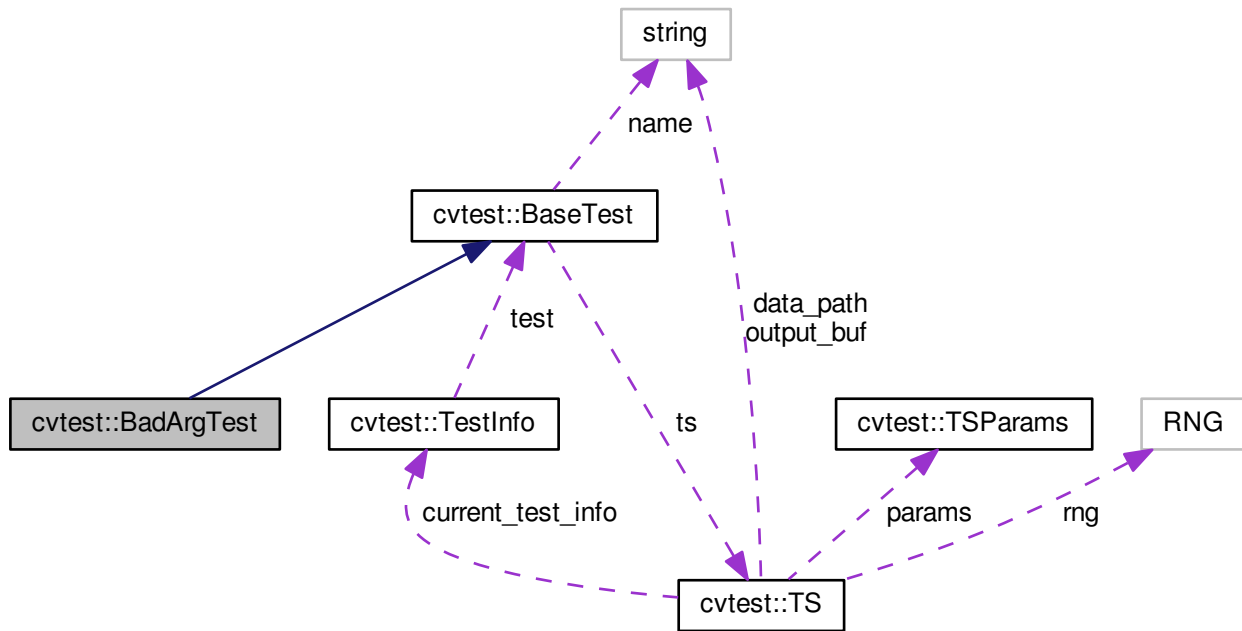 string
name
cvtest::BaseTest
data_path
output_buf
test
ts
cvtest::BadArgTest
cvtest::TestInfo
cvtest::TSParams
RNG
current_test_info
params
rng
cvtest::TS